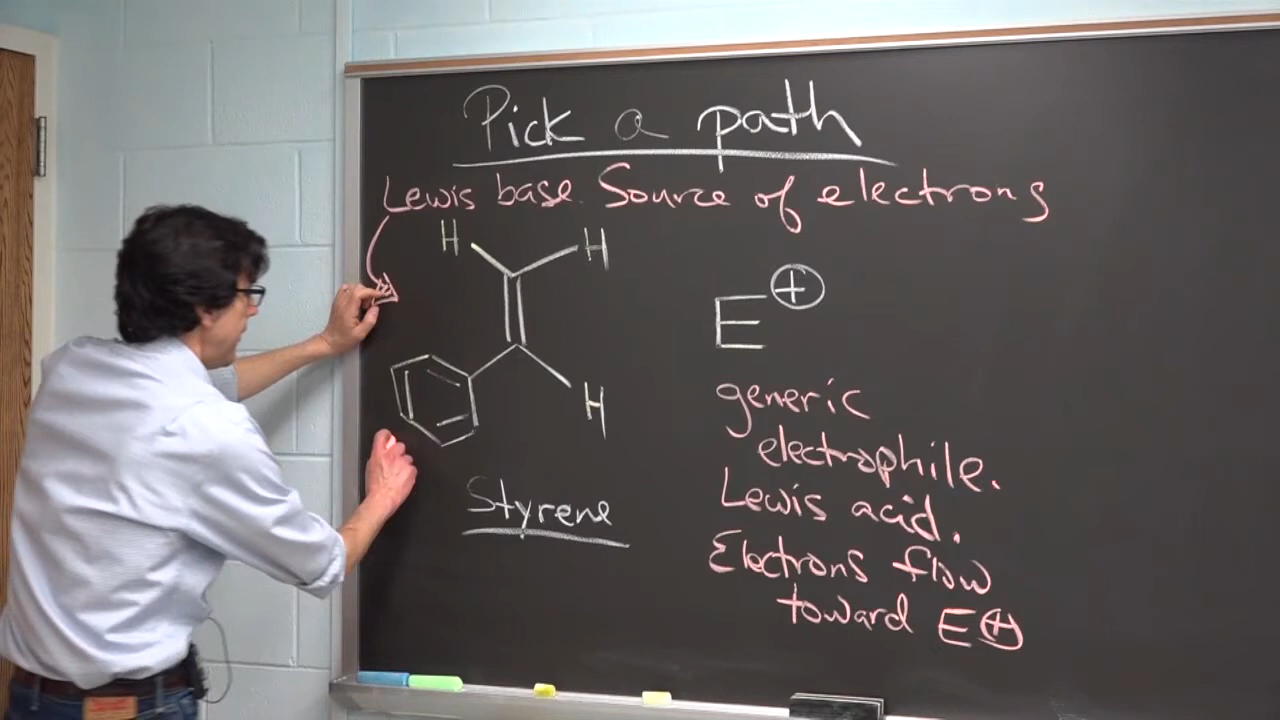 Pick a path
Lewis base. Source of electrons
H H
E +
H
generic
electrophile.
Lewis acid.
Styrene
Electrons flow
toward E+